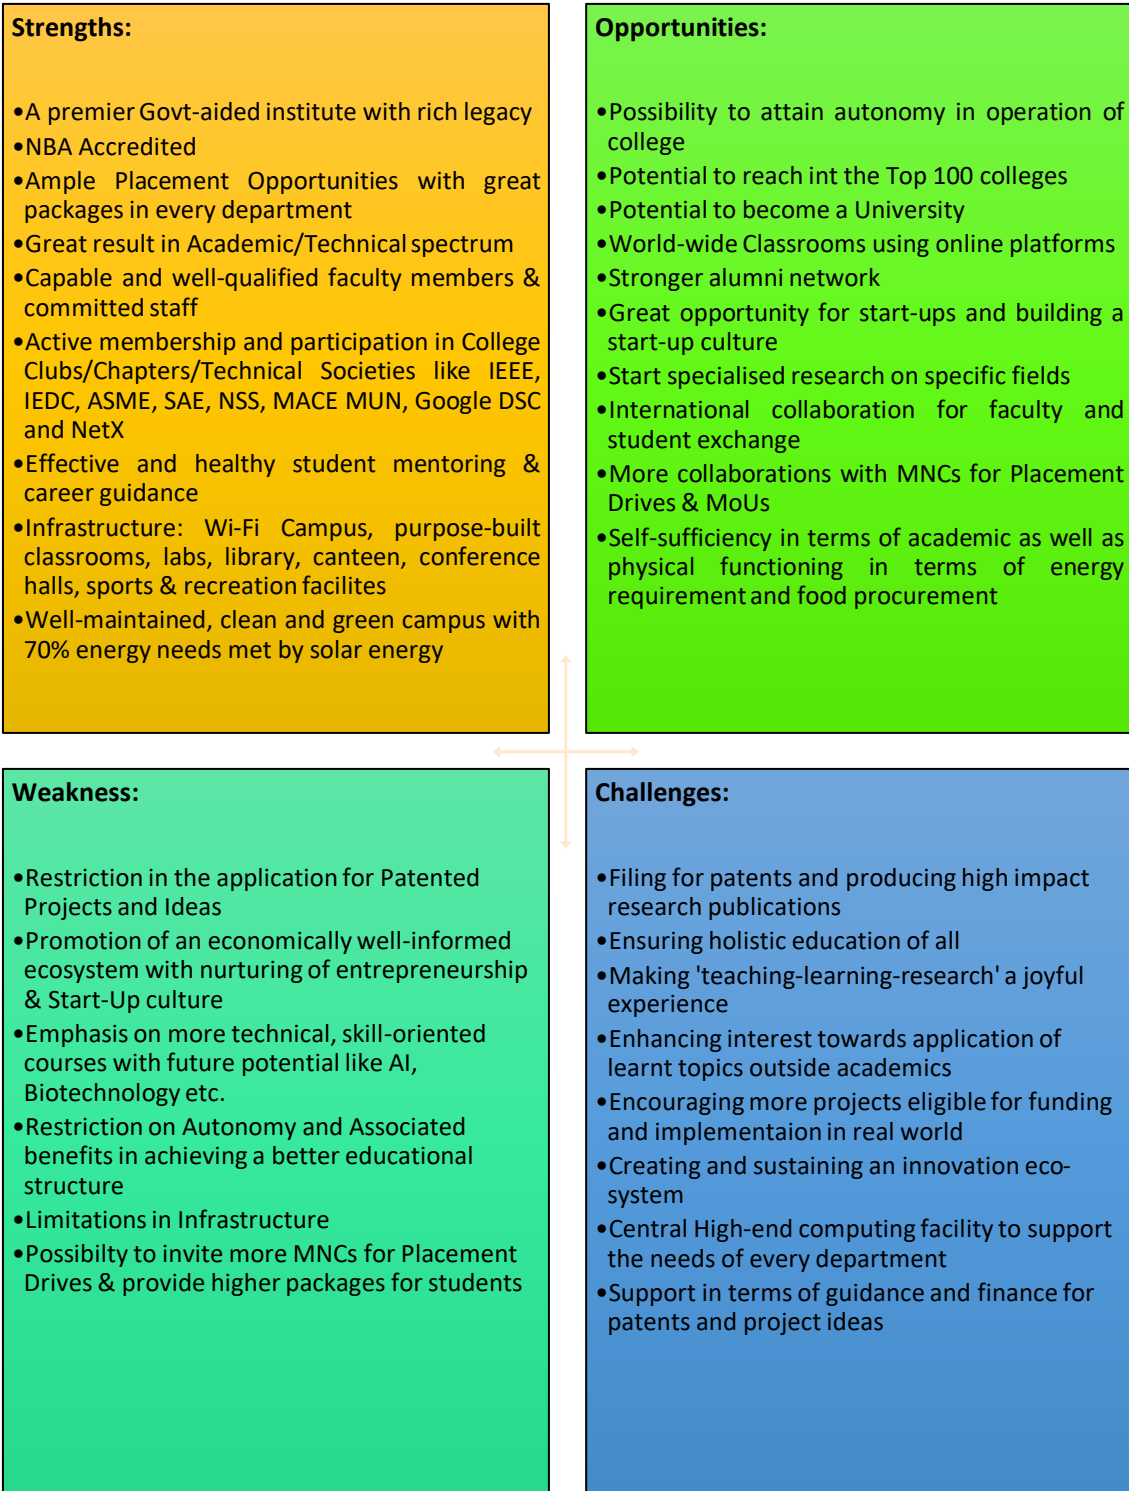 Strengths:
•A premier Govt-aided institute with rich legacy
•NBA Accredited
•Ample Placement Opportunities with great
packages in every department
•Great result in Academic/Technical spectrum
•Capable and well-qualified faculty members &
committed staff
•Active membership and participation in College
Clubs/Chapters/Technical Societies like IEEE,
IEDC, ASME, SAE, NSS, MACE MUN, Google DSC
and NetX
•Effective and healthy student mentoring &
career guidance
•Infrastructure: Wi-Fi Campus, purpose-built
classrooms, labs, library, canteen, conference
halls, sports & recreation facilites
•Well-maintained, clean and green campus with
70% energy needs met by solar energy
Opportunities:
•Possibility to attain autonomy in operation of
college
•Potential to reach int the Top 100 colleges
•Potential to become a University
•World-wide Classrooms using online platforms
•Stronger alumni network
•Great opportunity for start-ups and building a
start-up culture
•Start specialised research on specific fields
•International collaboration for faculty and
student exchange
•More collaborations with MNCs for Placement
Drives & MoUs
•Self-sufficiency in terms of academic as well as
physical functioning in terms of energy
requirement and food procurement
Weakness:
•Restriction in the application for Patented
Projects and Ideas
•Promotion of an economically well-informed
ecosystem with nurturing of entrepreneurship
& Start-Up culture
•Emphasis on more technical, skill-oriented
courses with future potential like AI,
Biotechnology etc.
•Restriction on Autonomy and Associated
benefits in achieving a better educational
structure
•Limitations in Infrastructure
•Possibilty to invite more MNCs for Placement
Drives & provide higher packages for students
Challenges:
•Filing for patents and producing high impact
research publications
•Ensuring holistic education of all
•Making 'teaching-learning-research' a joyful
experience
•Enhancing interest towards application of
learnt topics outside academics
•Encouraging more projects eligible for funding
and implementaion in real world
•Creating and sustaining an innovation eco-
system
•Central High-end computing facility to support
the needs of every department
•Support in terms of guidance and finance for
patents and project ideas